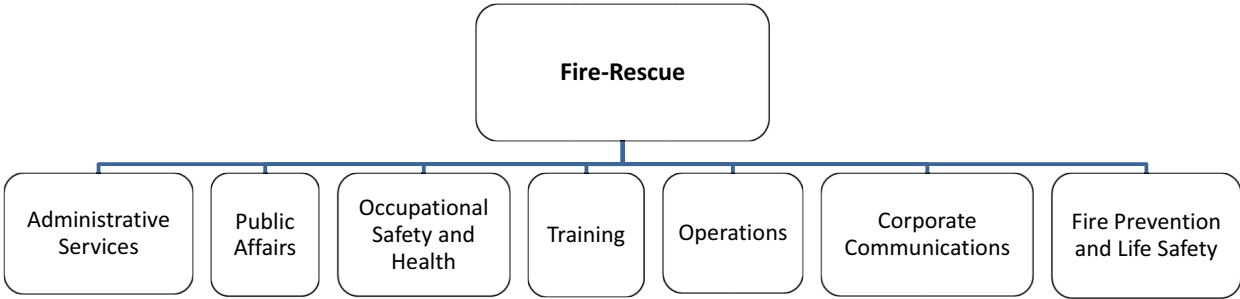 Fire-Rescue
Administrative
Services
Public
Affairs
Occupational
Safety and
Health
Training
Operations
Corporate
Communications
Fire Prevention
and Life Safety